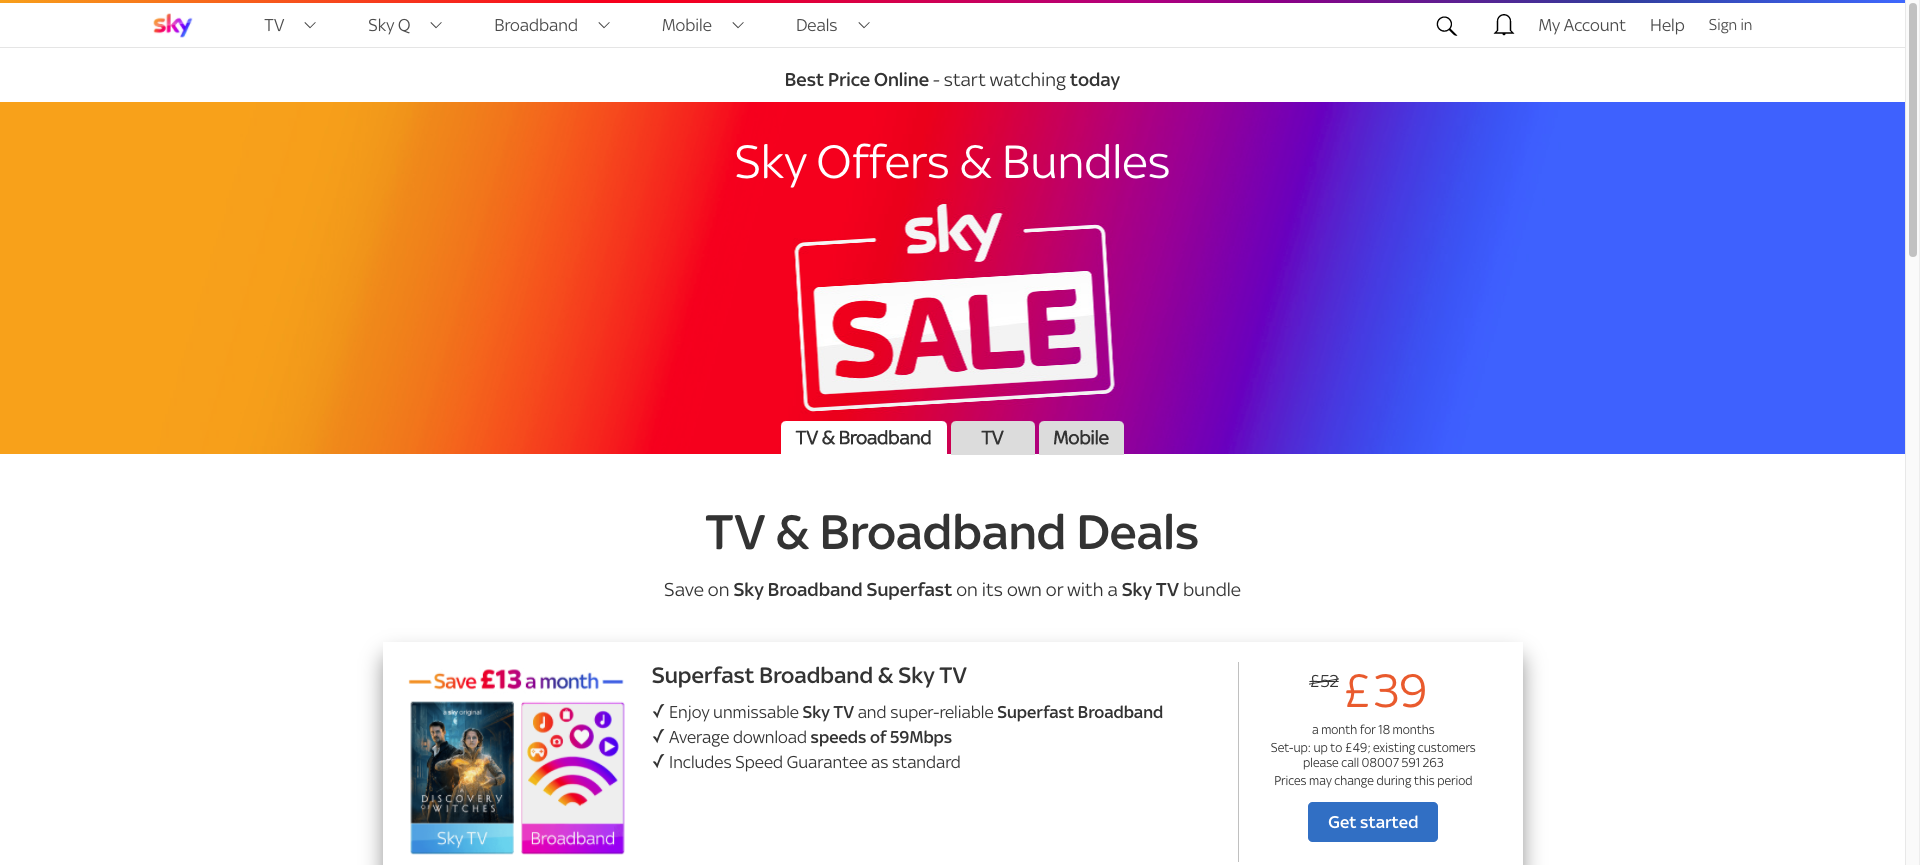 sky
TV
Sky Q
Broadband
Mobile
Deals
My Account
Help
Sign in
Best Price Online - start watching today
Sky Offers & Bundles
sky
SALE
TV & Broadband
TV
Mobile
TV & Broadband Deals
Save on Sky Broadband Superfast on its own or with a Sky TV bundle
Save £13 a month
a sky original
A DISCOVERY
OF WITCHES
Sky TV
Broadband
Superfast Broadband & Sky TV
✓ Enjoy unmissable Sky TV and super-reliable Superfast Broadband
✓ Average download speeds of 59Mbps
✓ Includes Speed Guarantee as standard
£52 £39
a month for 18 months
Set-up: up to £49; existing customers
please call 08007 591 263
Prices may change during this period
Get started